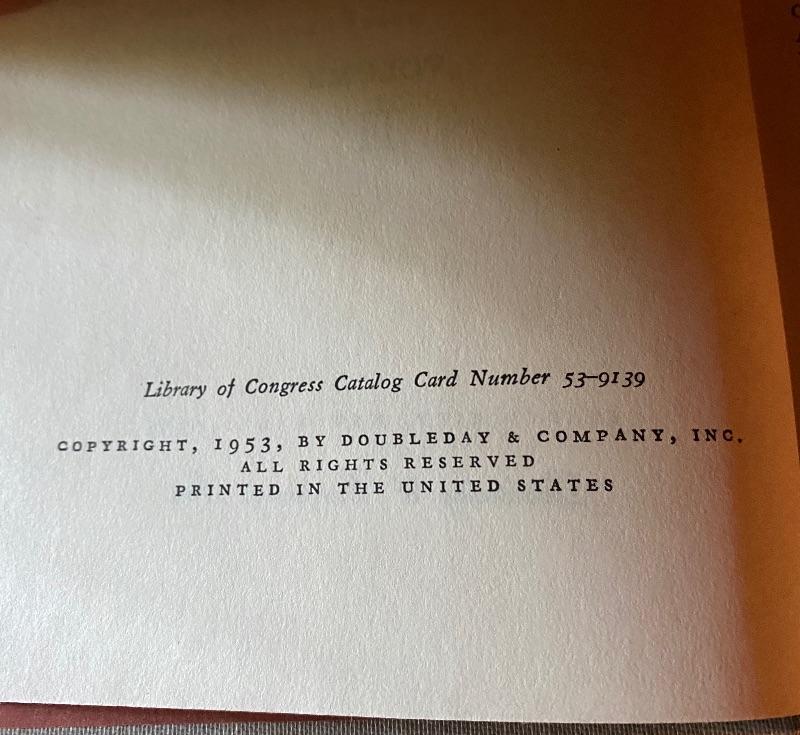 Library of Congress Catalog Card Number 53–9139
COPYRIGHT, 1953, BY DOUBLEDAY & COMPANY, INC.
ALL RIGHTS RESERVED
PRINTED IN THE UNITED STATES